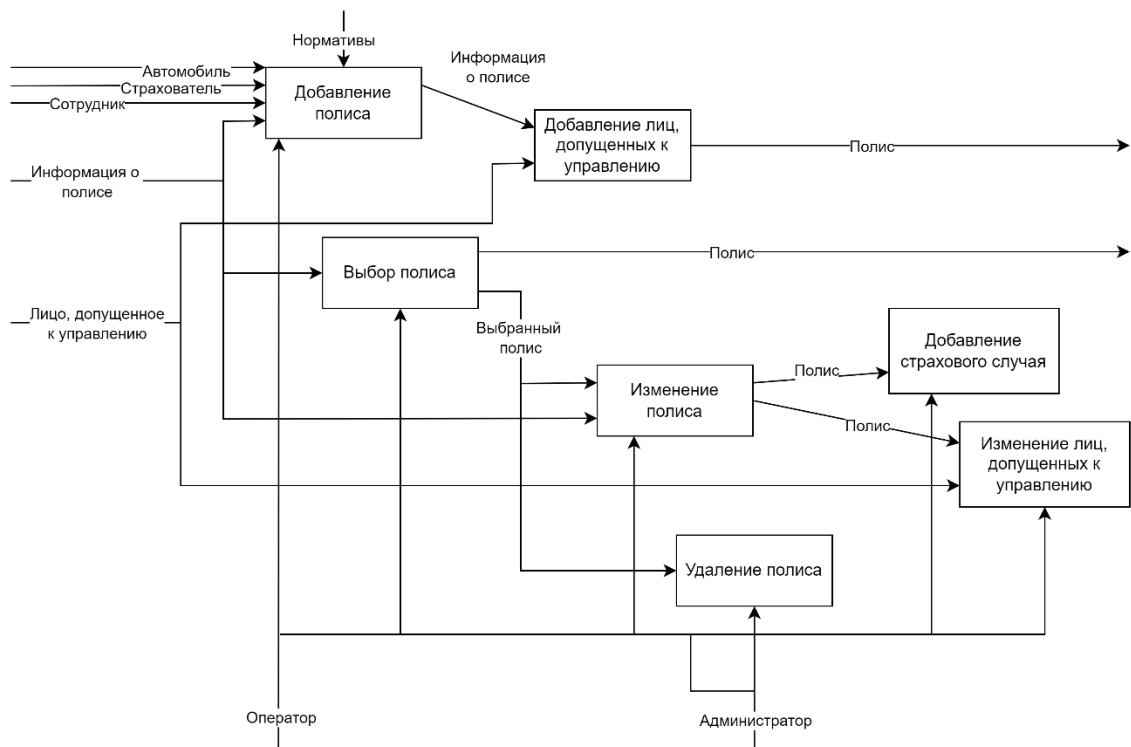 Нормативы
Автомобиль
Страхователь
Сотрудник
Добавление
полиса
Информация
о полисе
Добавление лиц,
допущенных к
управлению
Полис
Информация о
полисе
Выбор полиса
Полис
Лицо, допущенное
к управлению
Выбранный
полис
Добавление
страхового случая
Изменение
полиса
Полис
Полис
Изменение лиц,
допущенных к
управлению
Удаление полиса
Оператор
Администратор